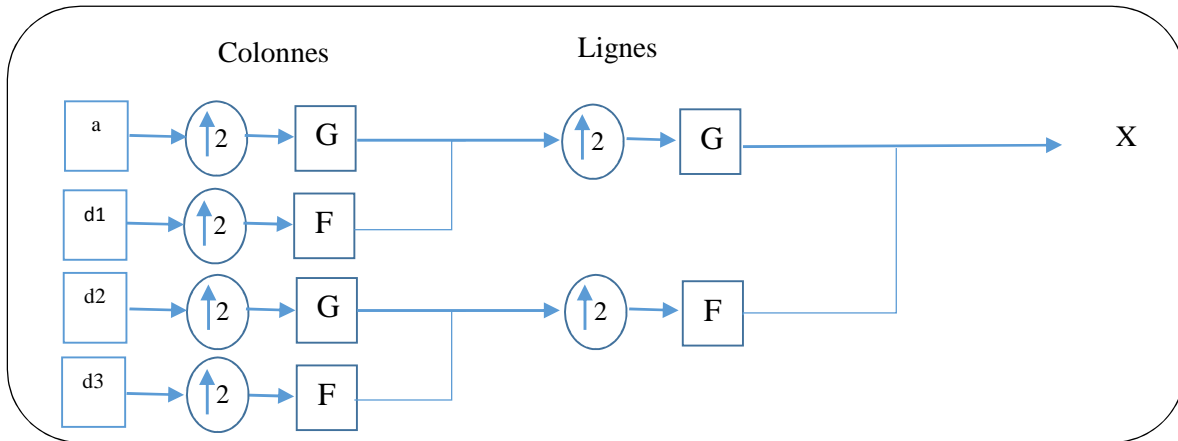 Colonnes Lignes
a 2 G 2 G X
d1 2 F
d2 2 G 2 F
d3 2 F